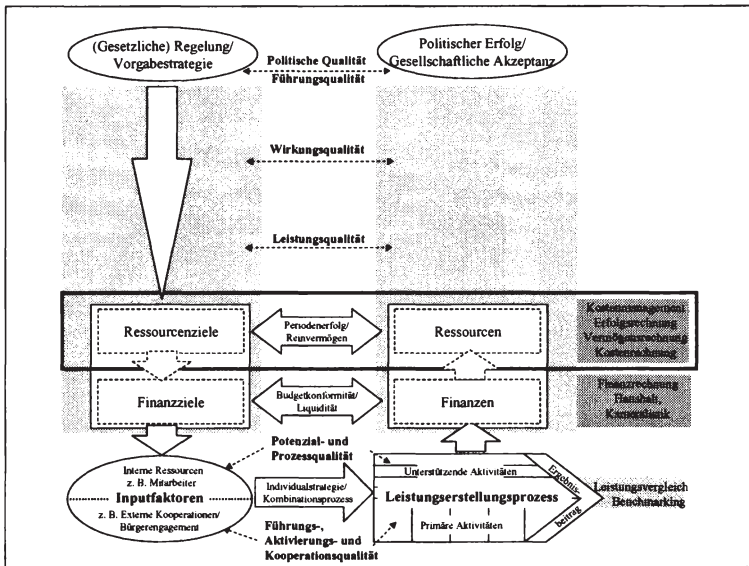 (Gesetzliche) Regelung/
Vorgabestrategie
Politische Qualität
Führungsqualität
Politischer Erfolg/
Gesellschaftliche Akzeptanz
Wirkungsqualität
Leistungsqualität
Ressourcenziele
Periodenerfolg/
Reinvermögen
Ressourcen
Kostenmanagement
Erfolgsrechnung
Vermögensrechnung
Kostenrechnung
Finanzziele
Budgetkonformität/
Liquidität
Finanzen
Finanzrechnung
Haushalt,
Kameralistik
Potenzial- und
Prozessqualität
Interne Ressourcen
z. B. Mitarbeiter
Inputfaktoren
z. B. Externe Kooperationen/
Bürgerengagement
Individualstrategie/
Kombinationsprozess
Unterstützende Aktivitäten
Leistungserstellungsprozess
Primäre Aktivitäten
Ergebnis-
beitrag
Leistungsvergleich
Benchmarking
Führungs-,
Aktivierungs- und
Kooperationsqualität